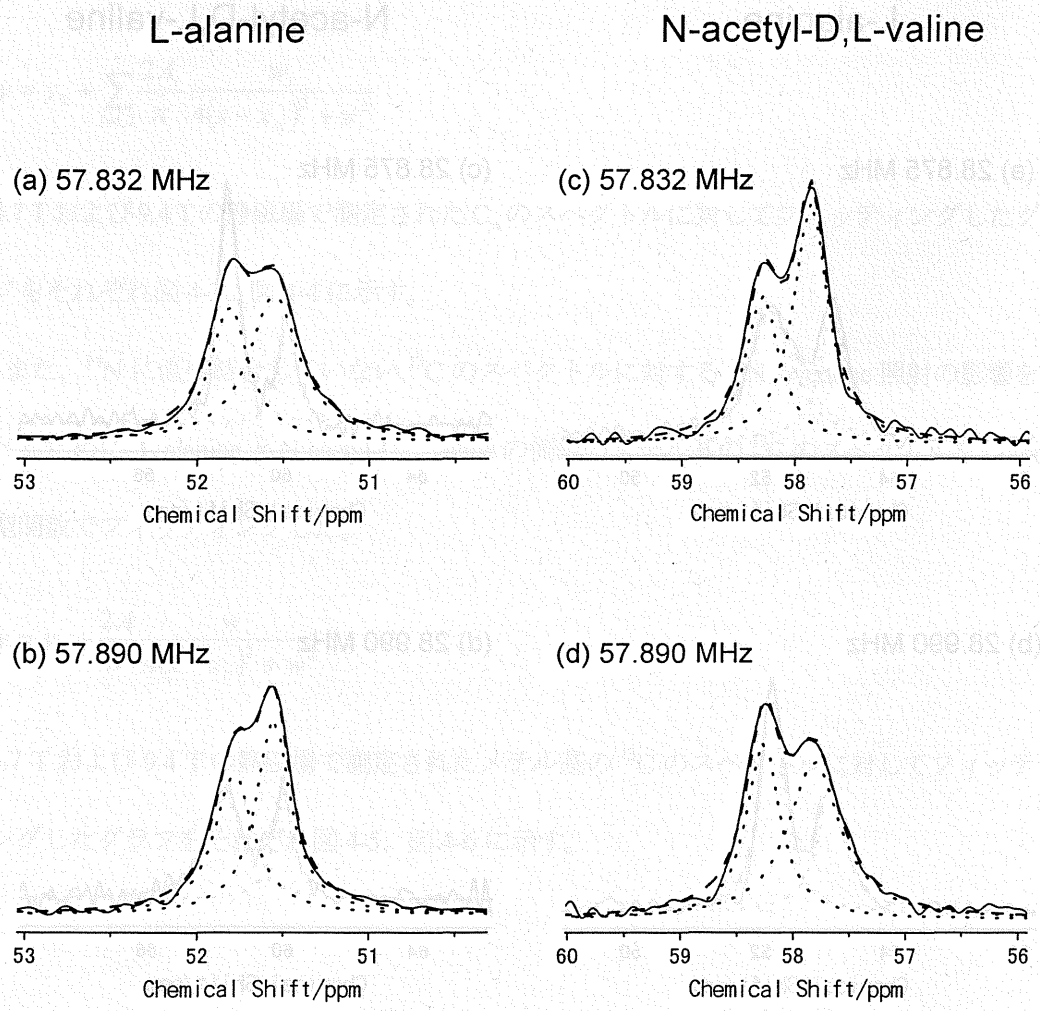 L-alanine
N-acetyl-D,L-valine
(a) 57.832 MHz
(c) 57.832 MHz
53 52 51
60 59 58 57 56
Chemical Shift/ppm
Chemical Shift/ppm
(b) 57.890 MHz
(d) 57.890 MHz
53 52 51
60 59 58 57 56
Chemical Shift/ppm
Chemical Shift/ppm